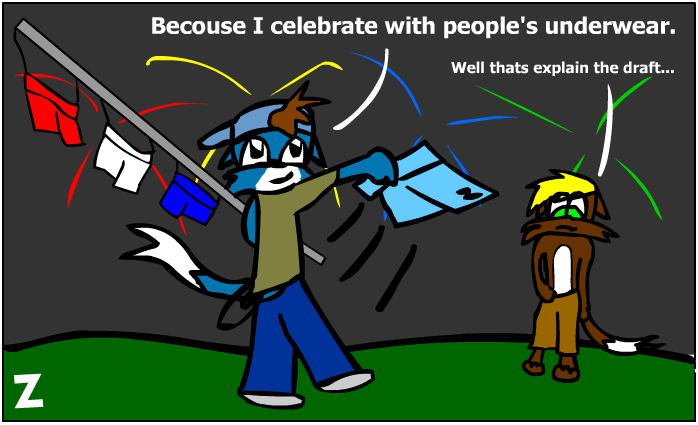 Becouse I celebrate with people's underwear.
Well thats explain the draft...
Z